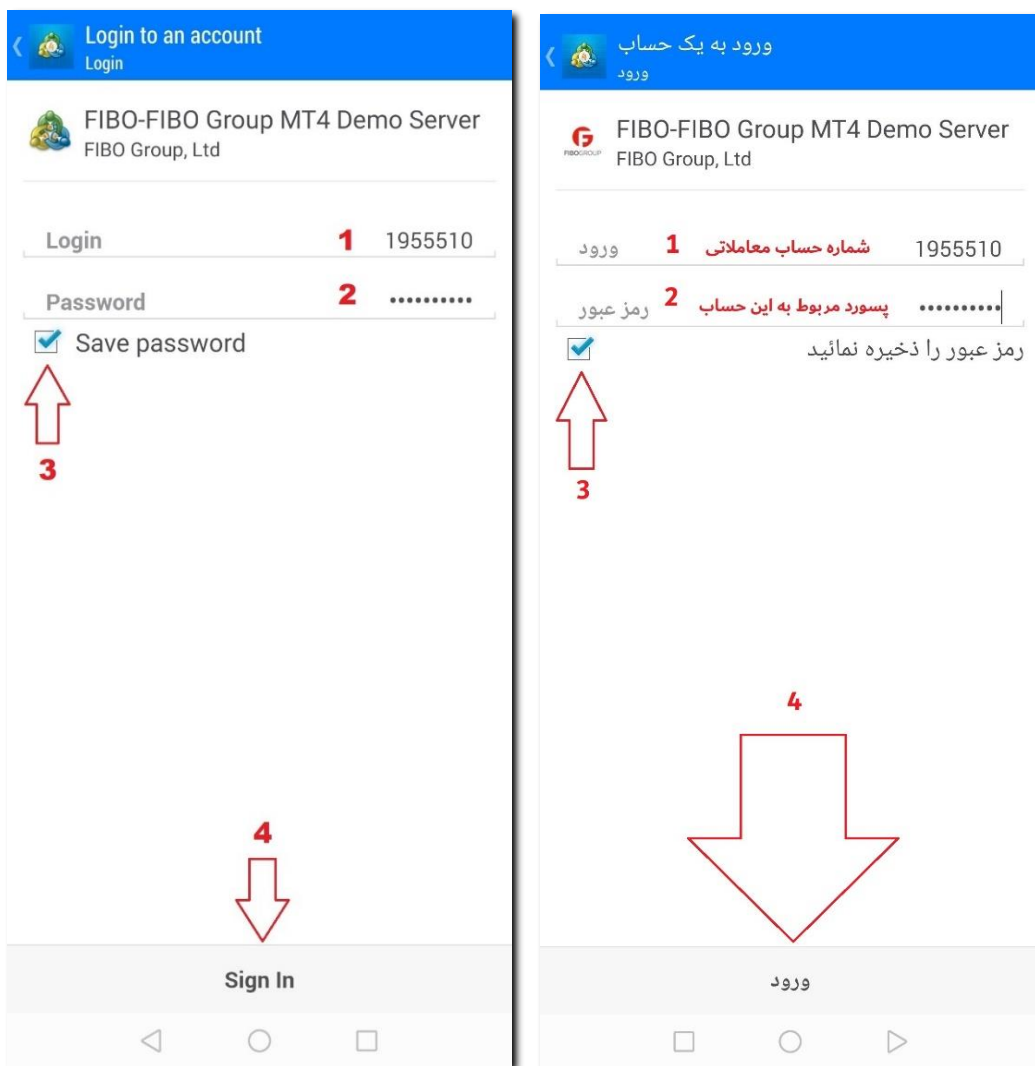 Login to an account
Login
FIBO-FIBO Group MT4 Demo Server
FIBO Group, Ltd
Login 1 1955510
Password 2 ••••••••••
Save password
3
4
Sign In
ورود به یک حساب
ورود
FIBOGROUP
FIBO-FIBO Group MT4 Demo Server
FIBO Group, Ltd
ورود 1 شماره حساب معاملاتی 1955510
رمز عبور 2 پسورد مربوط به این حساب ••••••••••
رمز عبور را ذخیره نمائید
3
4
ورود